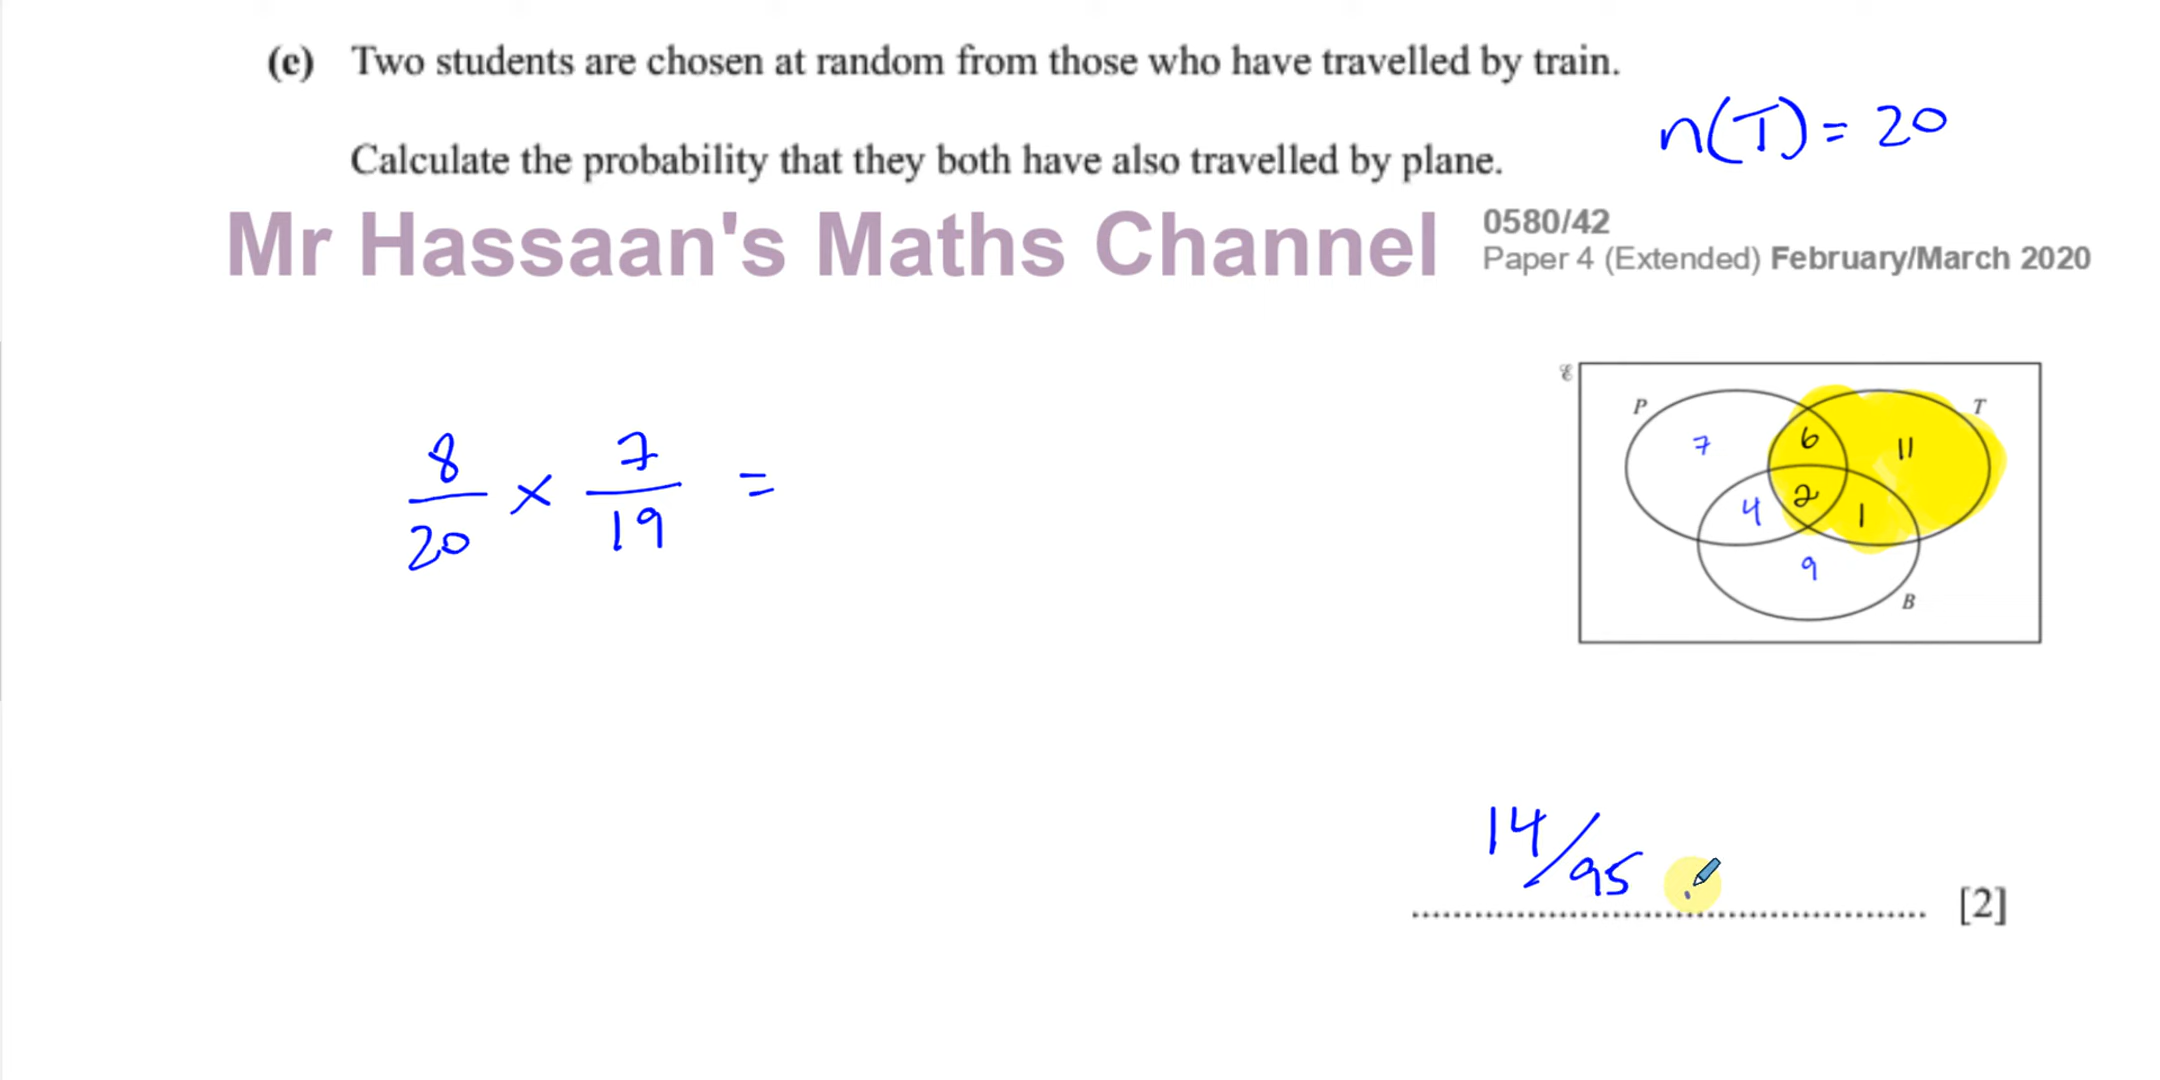 (c) Two students are chosen at random from those who have travelled by train.
n(T) = 20
Calculate the probability that they both have also travelled by plane.
Mr Hassaan's Maths Channel
0580/42
Paper 4 (Extended) February/March 2020
ℰ
P
T
7
6
11
4
2
1
9
B
8/20 × 7/19 =
14/95
[2]